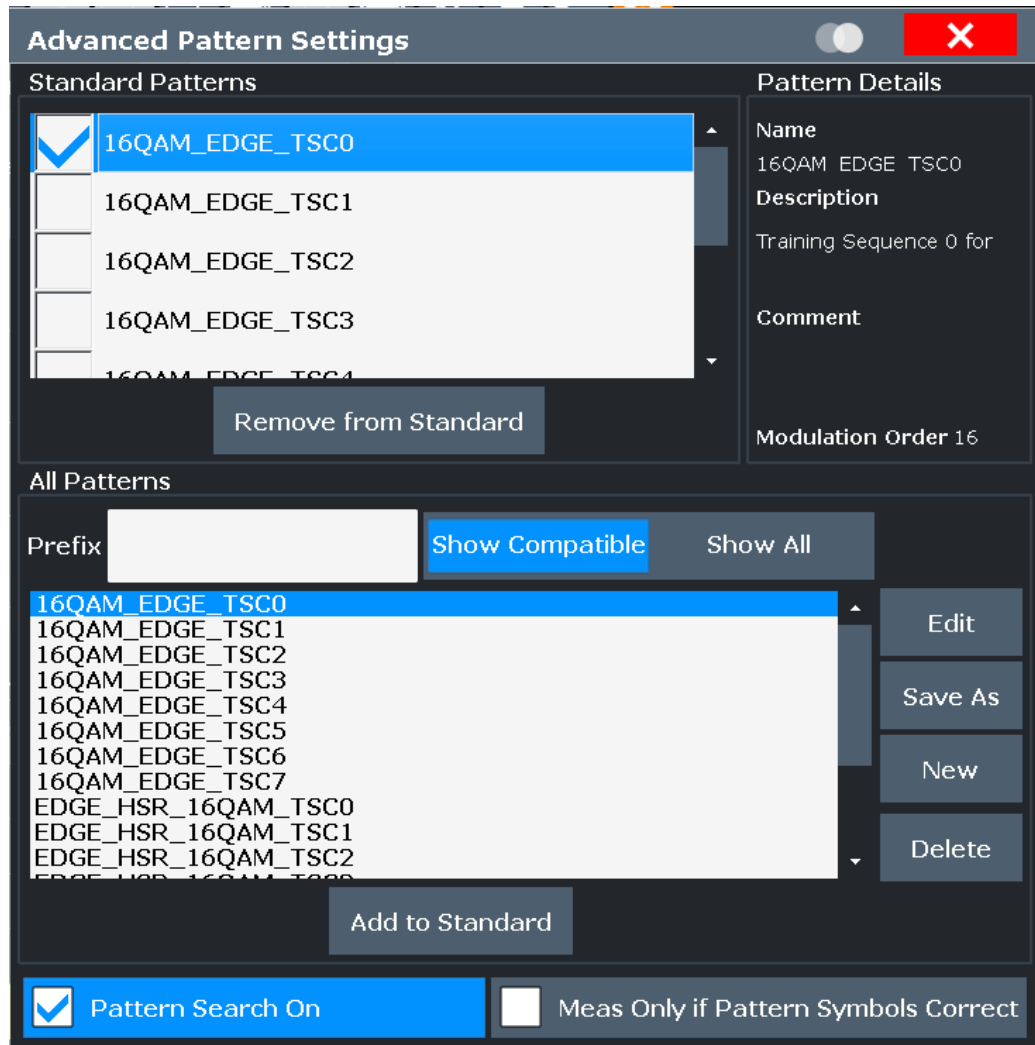 Advanced Pattern Settings
Standard Patterns
16QAM_EDGE_TSC0
16QAM_EDGE_TSC1
16QAM_EDGE_TSC2
16QAM_EDGE_TSC3
16QAM_EDGE_TSC4
Remove from Standard
Pattern Details
Name
16QAM EDGE TSC0
Description
Training Sequence 0 for
Comment
Modulation Order 16
All Patterns
Prefix
Show Compatible
Show All
16QAM_EDGE_TSC0
16QAM_EDGE_TSC1
16QAM_EDGE_TSC2
16QAM_EDGE_TSC3
16QAM_EDGE_TSC4
16QAM_EDGE_TSC5
16QAM_EDGE_TSC6
16QAM_EDGE_TSC7
EDGE_HSR_16QAM_TSC0
EDGE_HSR_16QAM_TSC1
EDGE_HSR_16QAM_TSC2
Edit
Save As
New
Delete
Add to Standard
Pattern Search On
Meas Only if Pattern Symbols Correct